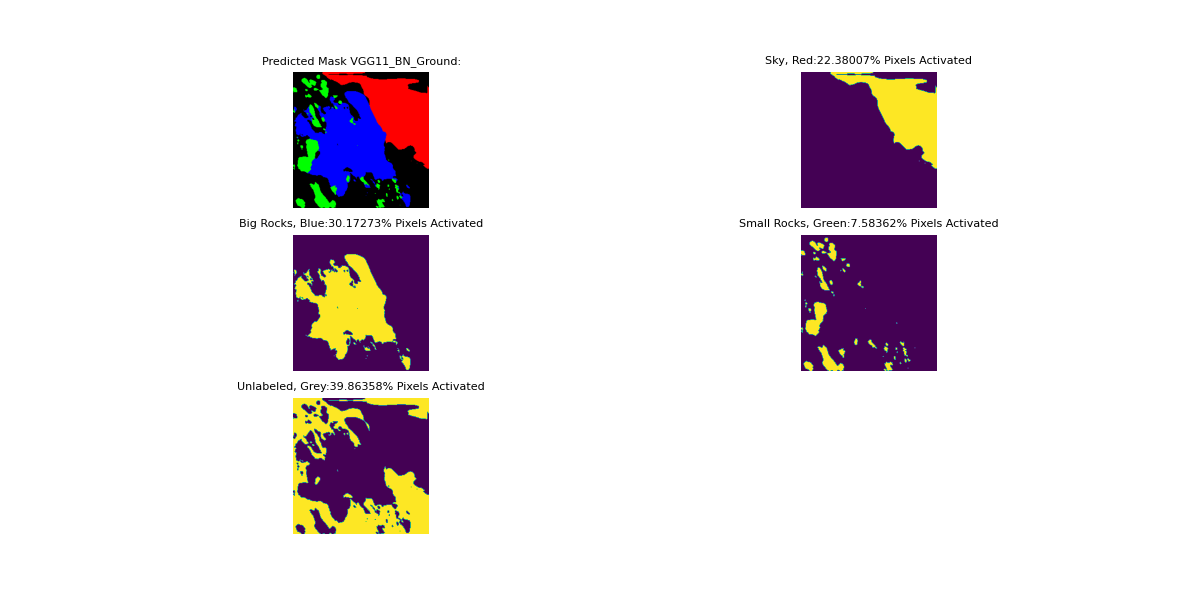 Predicted Mask VGG11_BN_Ground:
Sky, Red:22.38007% Pixels Activated
Big Rocks, Blue:30.17273% Pixels Activated
Small Rocks, Green:7.58362% Pixels Activated
Unlabeled, Grey:39.86358% Pixels Activated